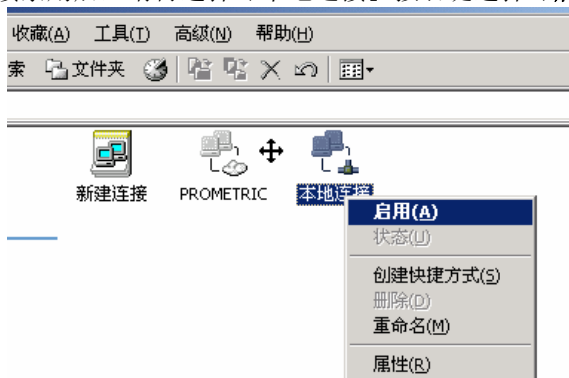 收藏(A) 工具(T) 高级(N) 帮助(H)
索 文件夹
新建连接 PROMETRIC 本地连接
启用(A)
状态(U)
创建快捷方式(S)
删除(D)
重命名(M)
属性(R)